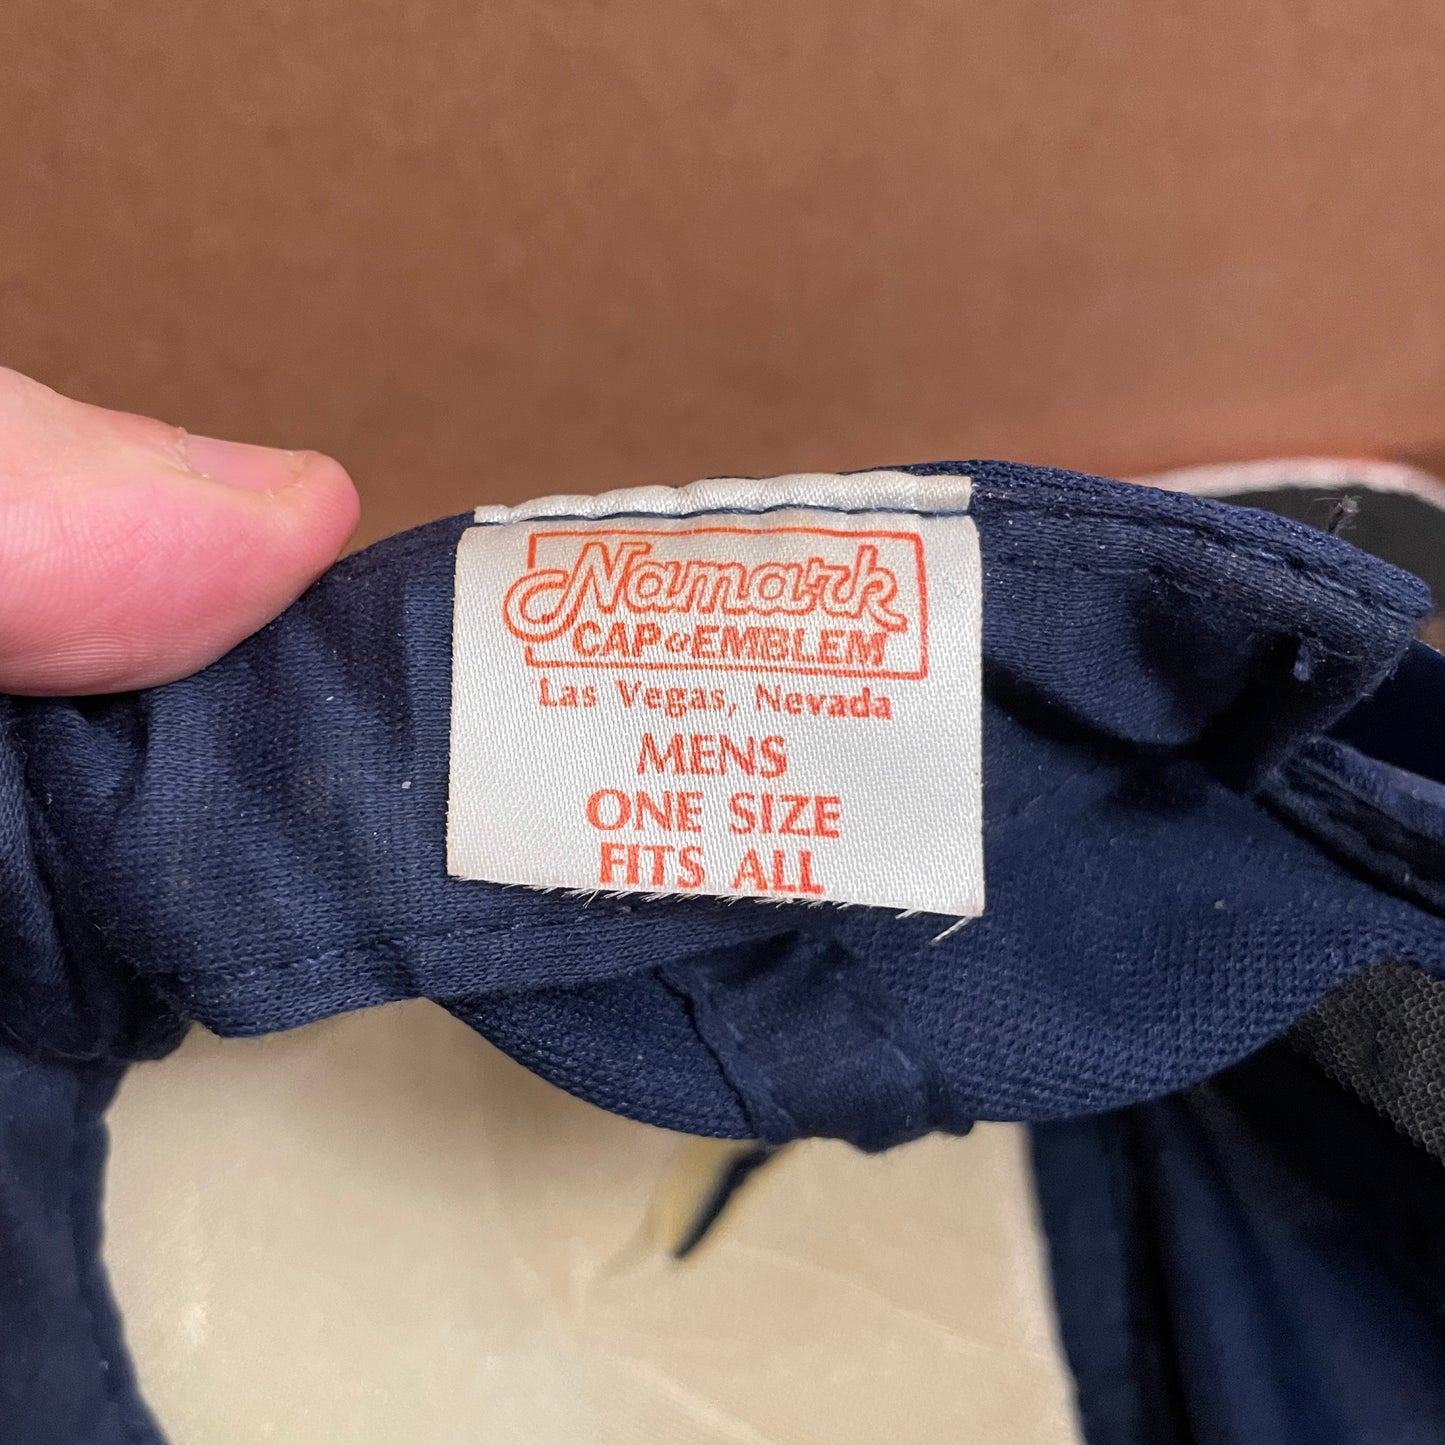 Namark
CAP & EMBLEM
Las Vegas, Nevada
MENS
ONE SIZE
FITS ALL